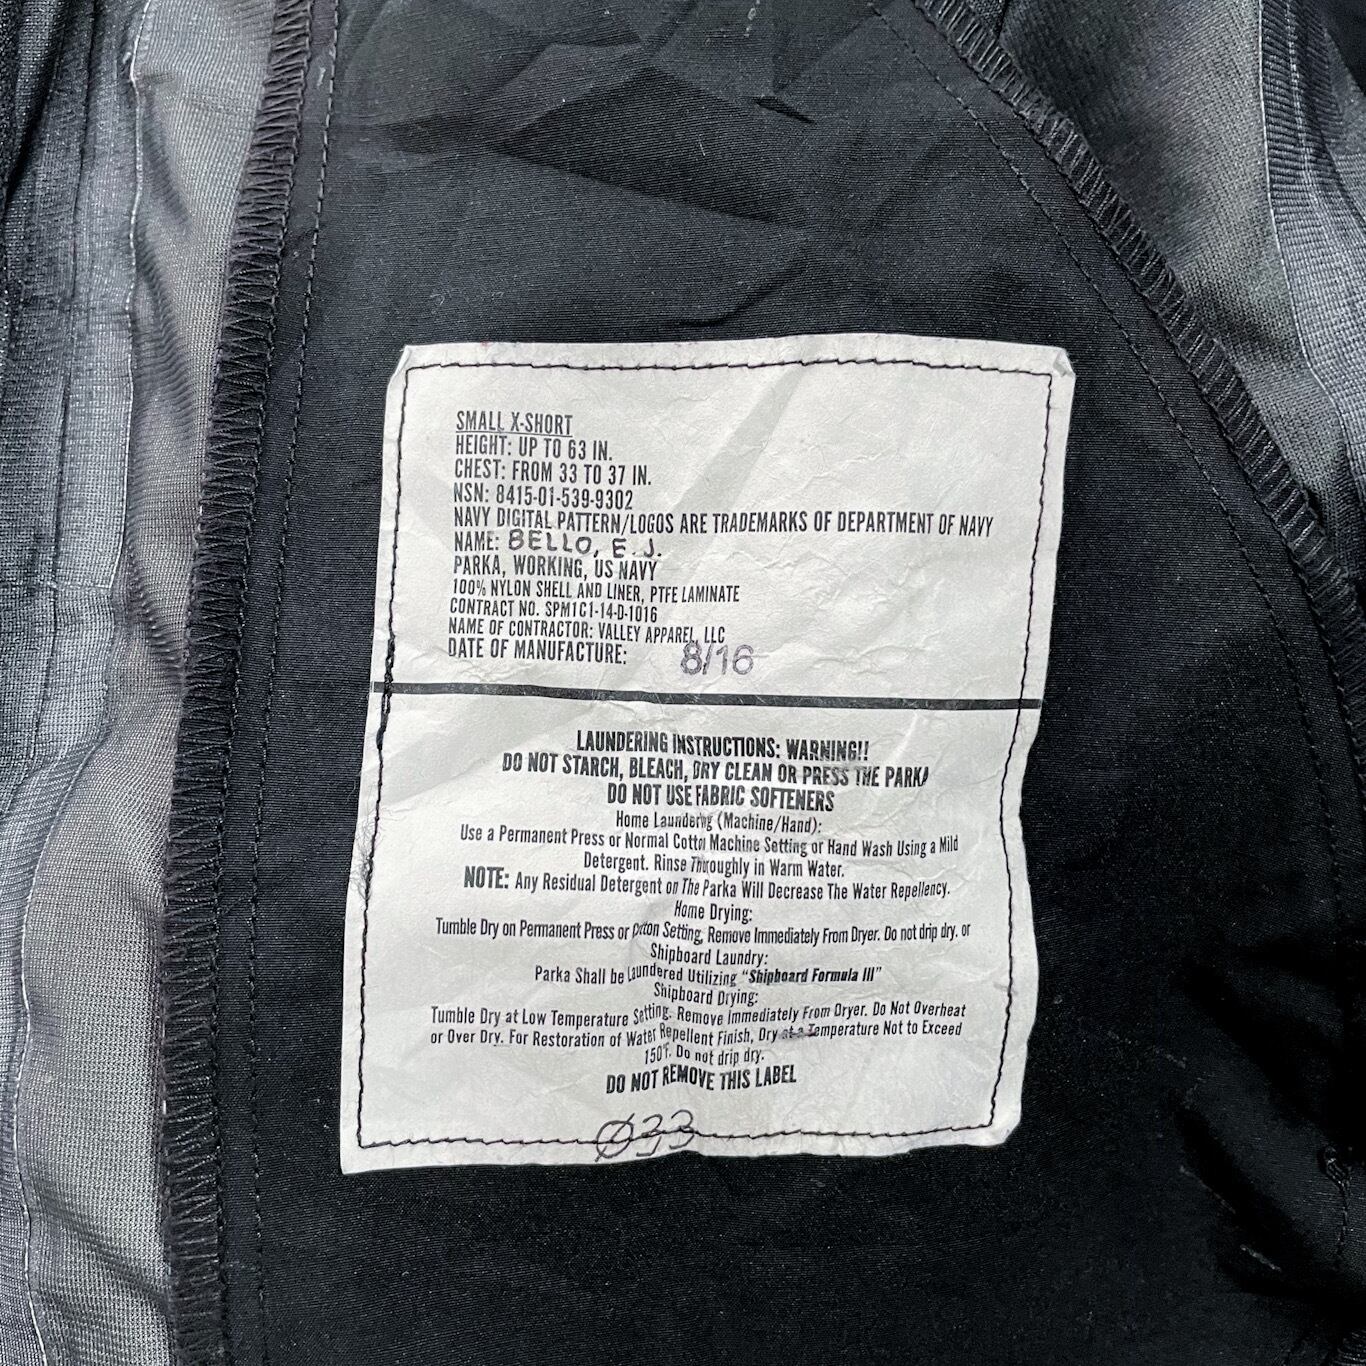 SMALL X-SHORT
HEIGHT: UP TO 63 IN.
CHEST: FROM 33 TO 37 IN.
NSN: 8415-01-539-9302
NAVY DIGITAL PATTERN/LOGOS ARE TRADEMARKS OF DEPARTMENT OF NAVY
NAME: BELLO, E.J.
PARKA, WORKING, US NAVY
100% NYLON SHELL AND LINER, PTFE LAMINATE
CONTRACT NO. SPM1C1-14-D-1016
NAME OF CONTRACTOR: VALLEY APPAREL, LLC
DATE OF MANUFACTURE: 8/16
LAUNDERING INSTRUCTIONS: WARNING!!
DO NOT STARCH, BLEACH, DRY CLEAN OR PRESS THE PARKA
DO NOT USE FABRIC SOFTENERS
Home Laundering (Machine/Hand):
Use a Permanent Press or Normal Cotton Machine Setting or Hand Wash Using a Mild
Detergent. Rinse Throughly in Warm Water.
NOTE: Any Residual Detergent on The Parka Will Decrease The Water Repellency.
Home Drying:
Tumble Dry on Permanent Press or Cotton Setting, Remove Immediately From Dryer. Do not drip dry. or
Shipboard Laundry:
Parka Shall be Laundered Utilizing "Shipboard Formula III"
Shipboard Drying:
Tumble Dry at Low Temperature Setting. Remove Immediately From Dryer. Do Not Overheat
or Over Dry. For Restoration of Water Repellent Finish, Dry at a Temperature Not to Exceed
150°F. Do not drip dry.
DO NOT REMOVE THIS LABEL
Ø33